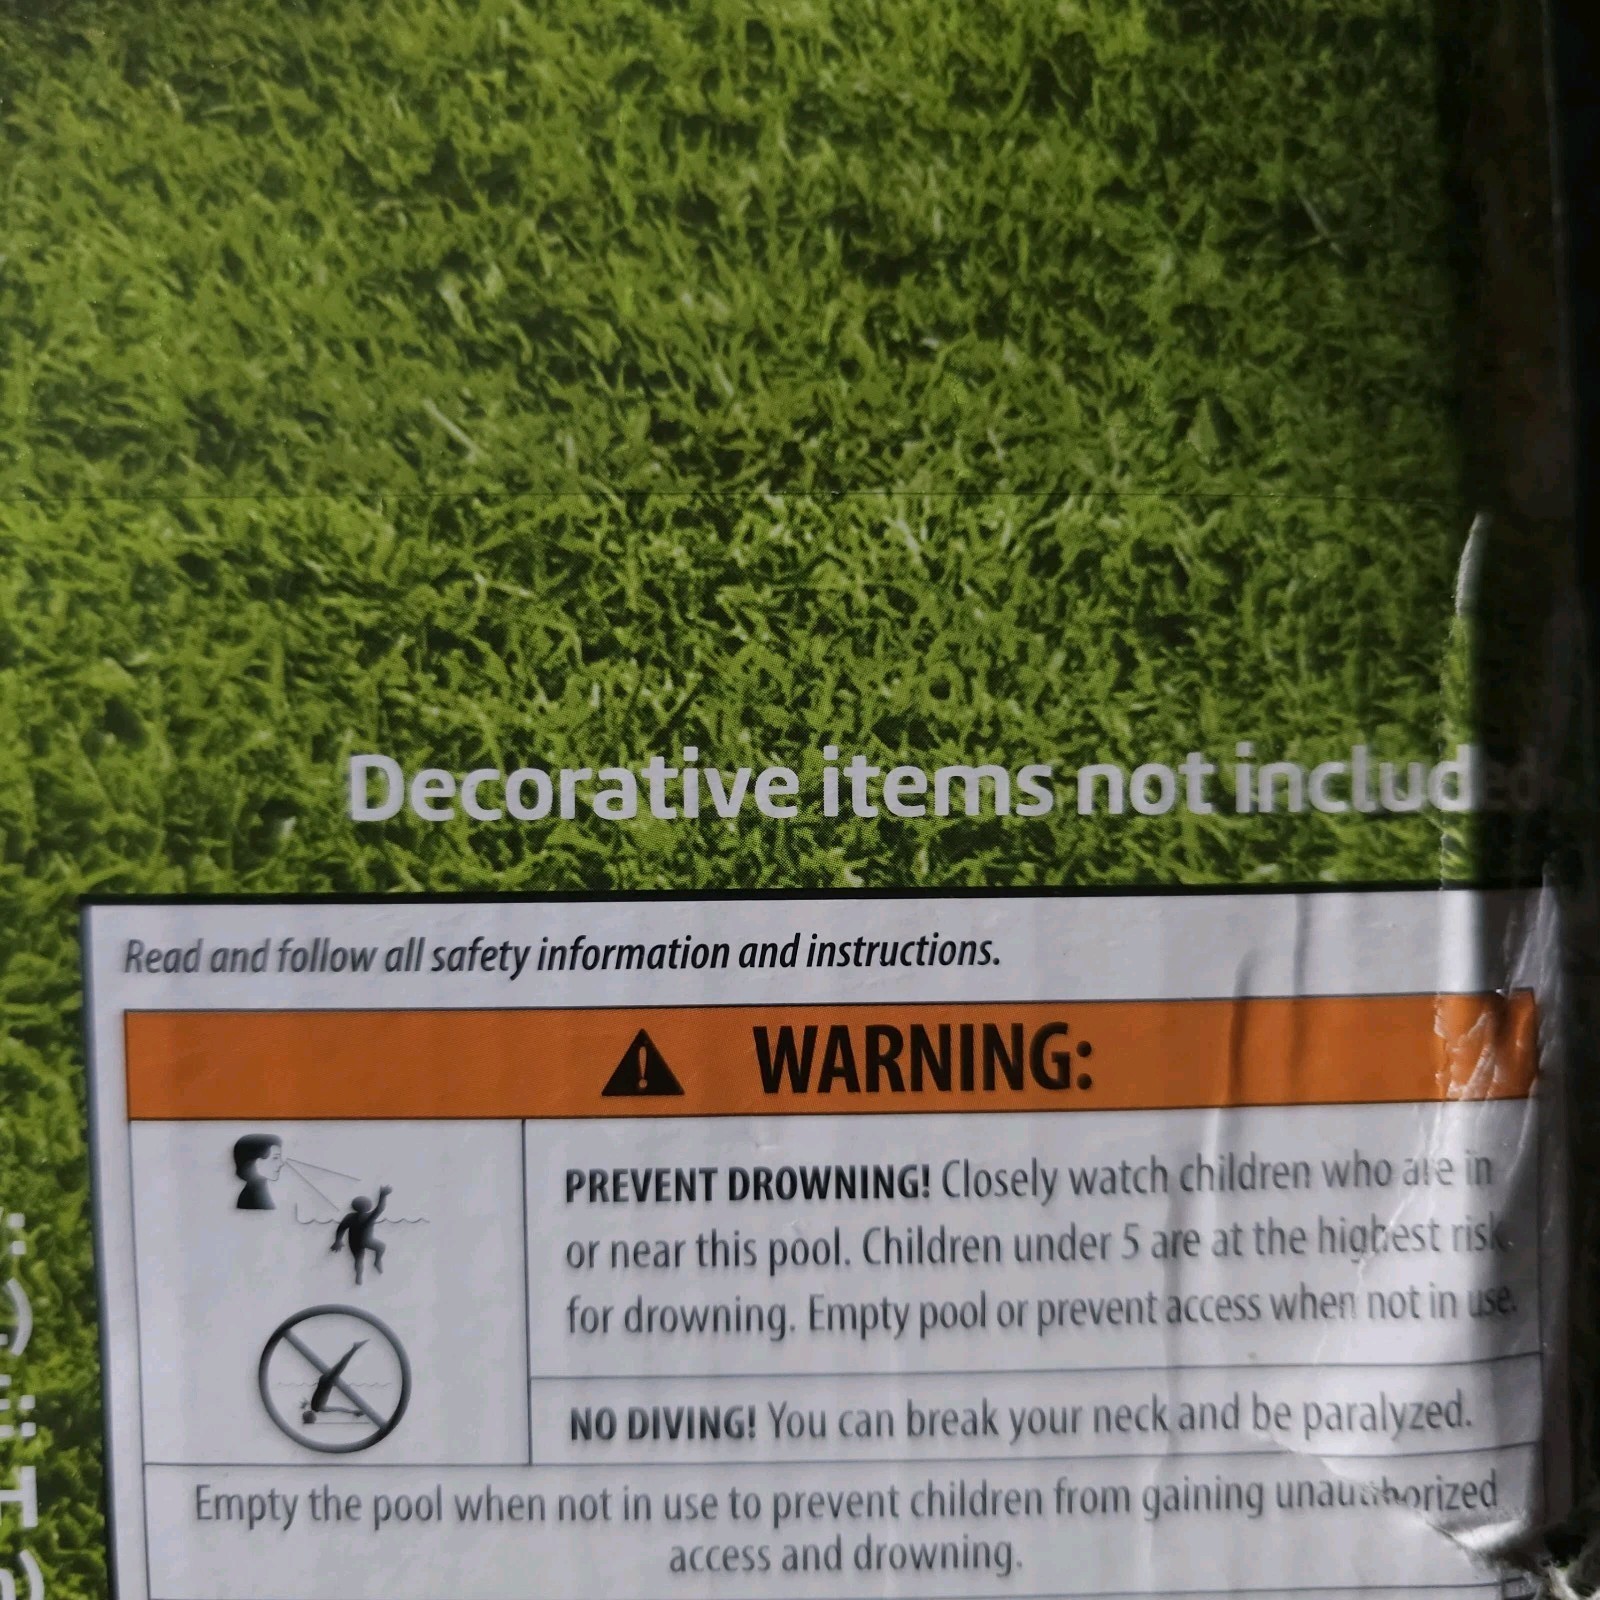 Decorative items not included
Read and follow all safety information and instructions.
WARNING:
PREVENT DROWNING! Closely watch children who are in
or near this pool. Children under 5 are at the highest risk
for drowning. Empty pool or prevent access when not in use.
NO DIVING! You can break your neck and be paralyzed.
Empty the pool when not in use to prevent children from gaining unauthorized
access and drowning.